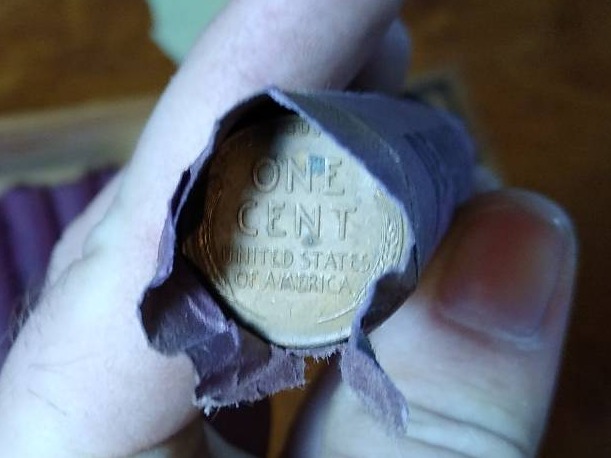 ONE
CENT
UNITED STATES
OF AMERICA